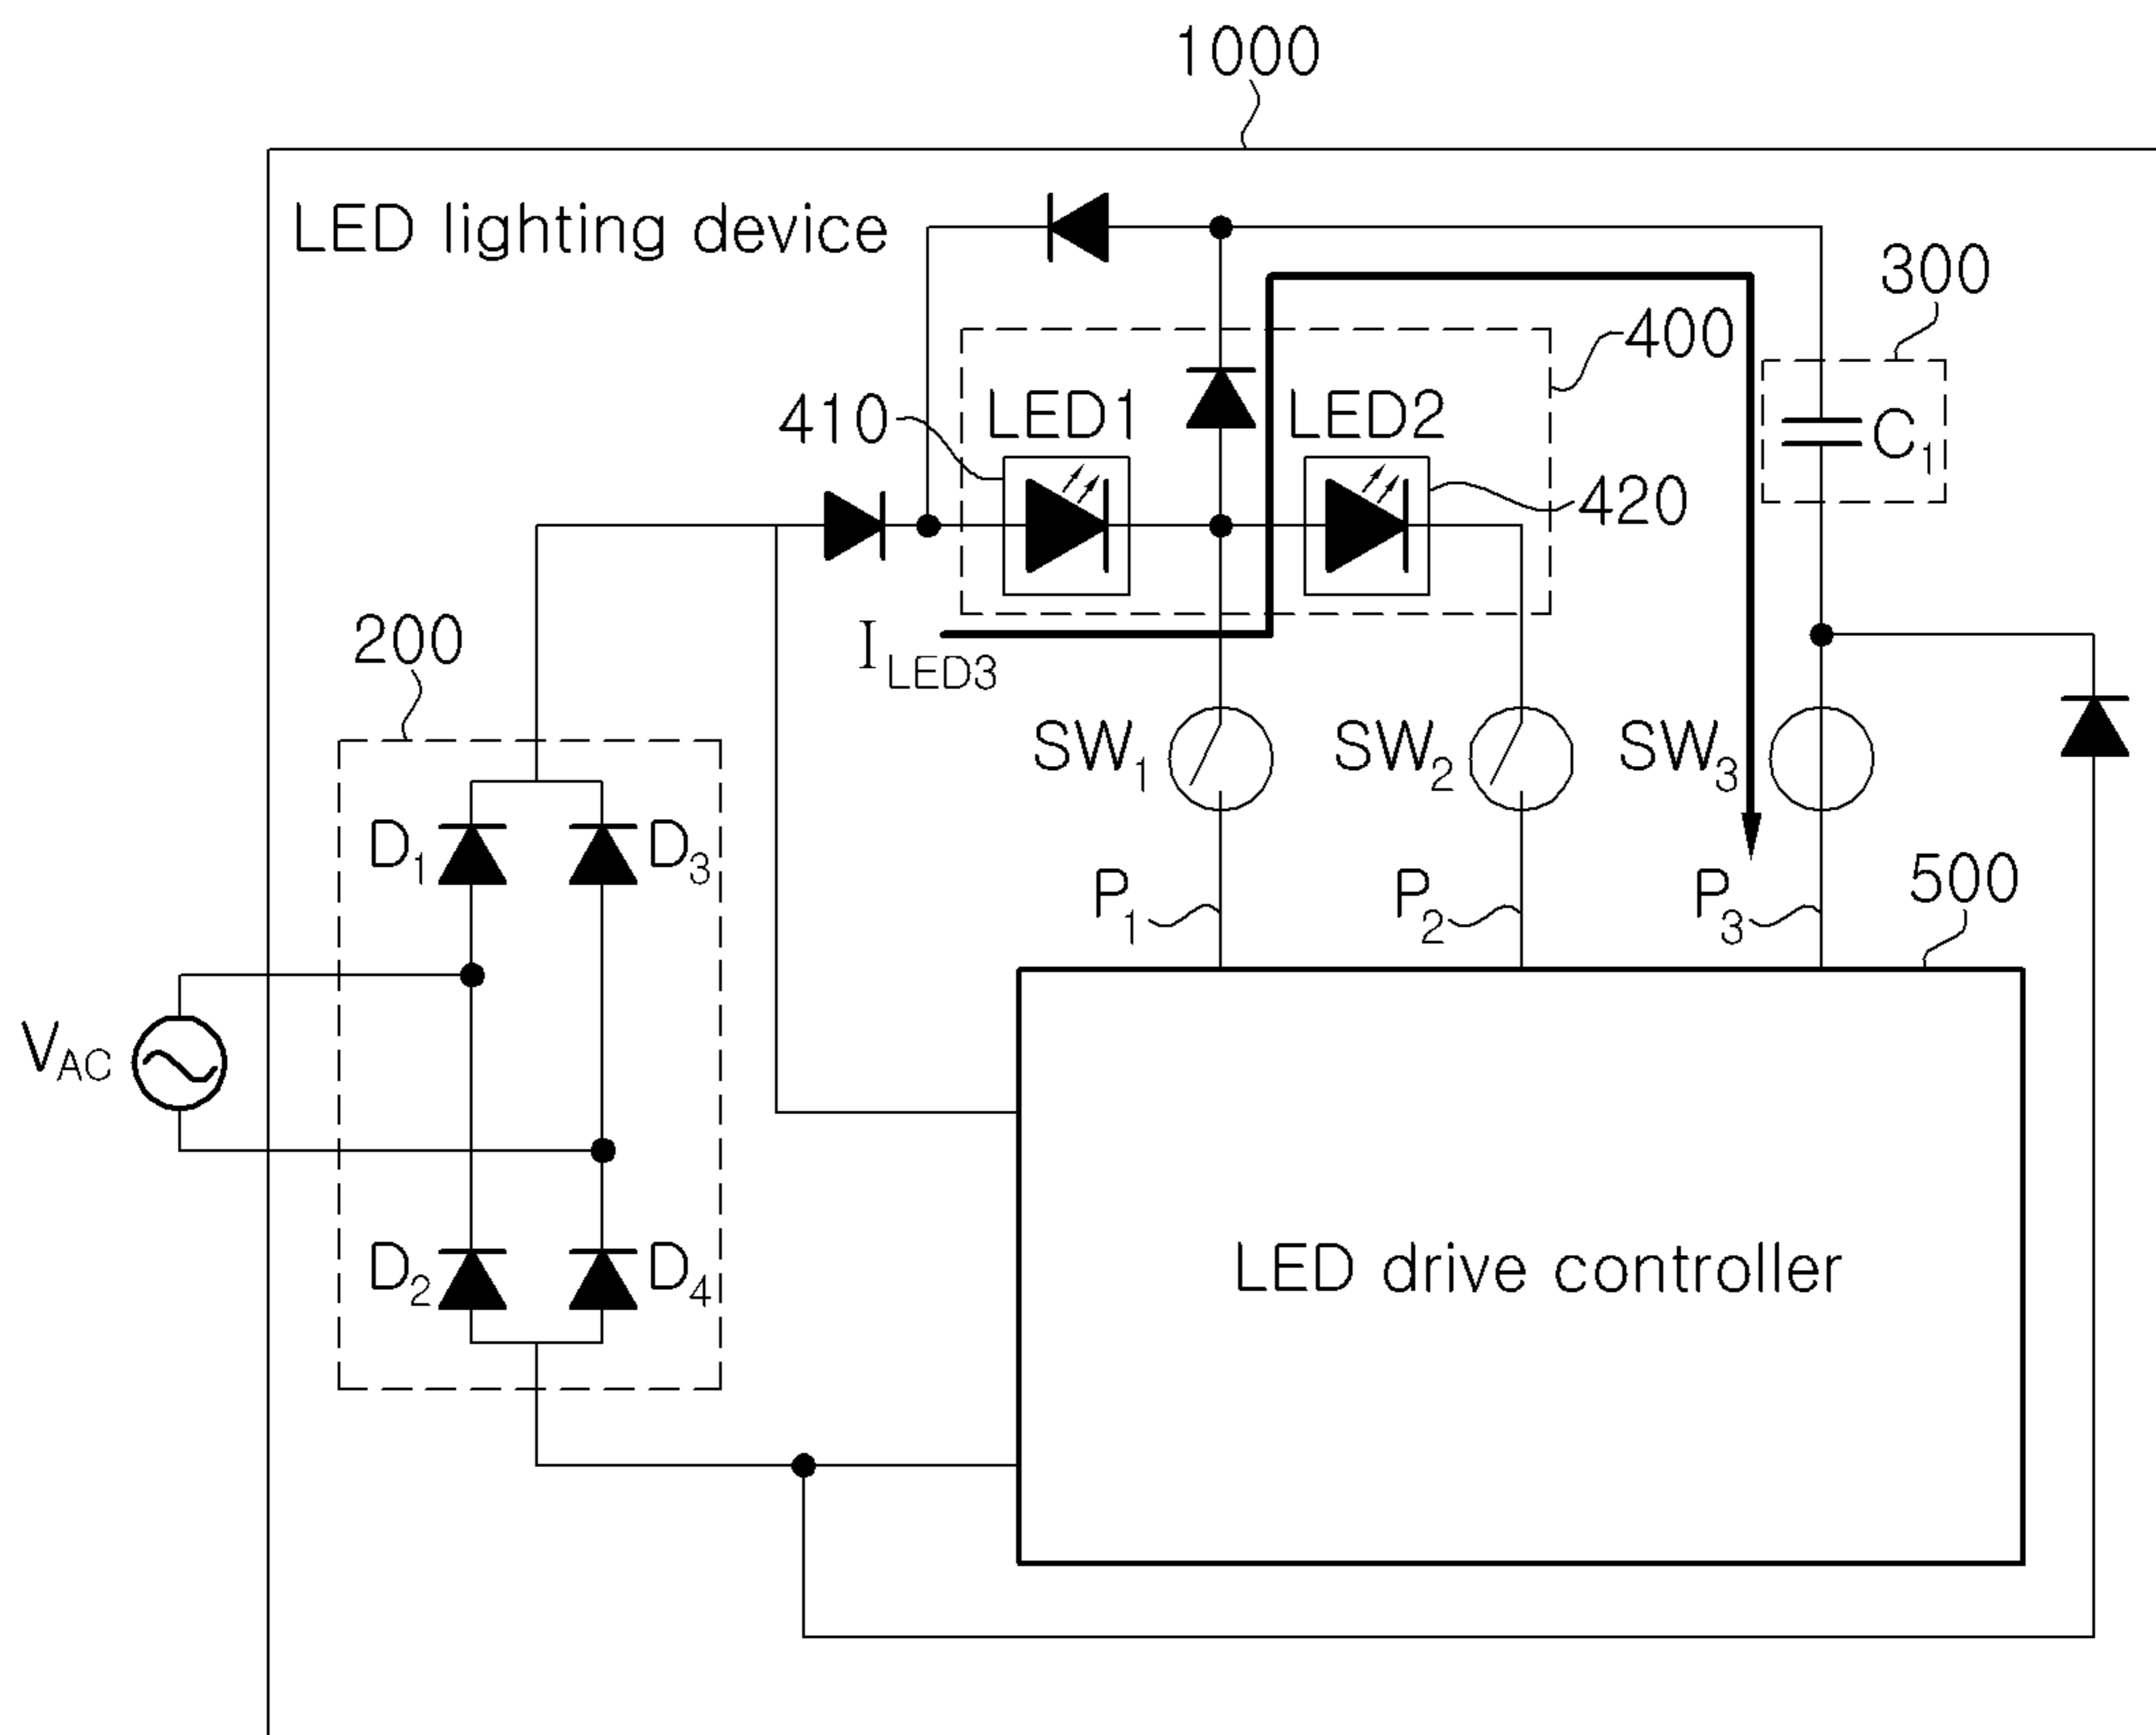 1000
LED lighting device
300
400
410
LED1
LED2
C1
420
200
ILED3
SW1
SW2
SW3
D1
D3
P1
P2
P3
500
VAC
D2
D4
LED drive controller